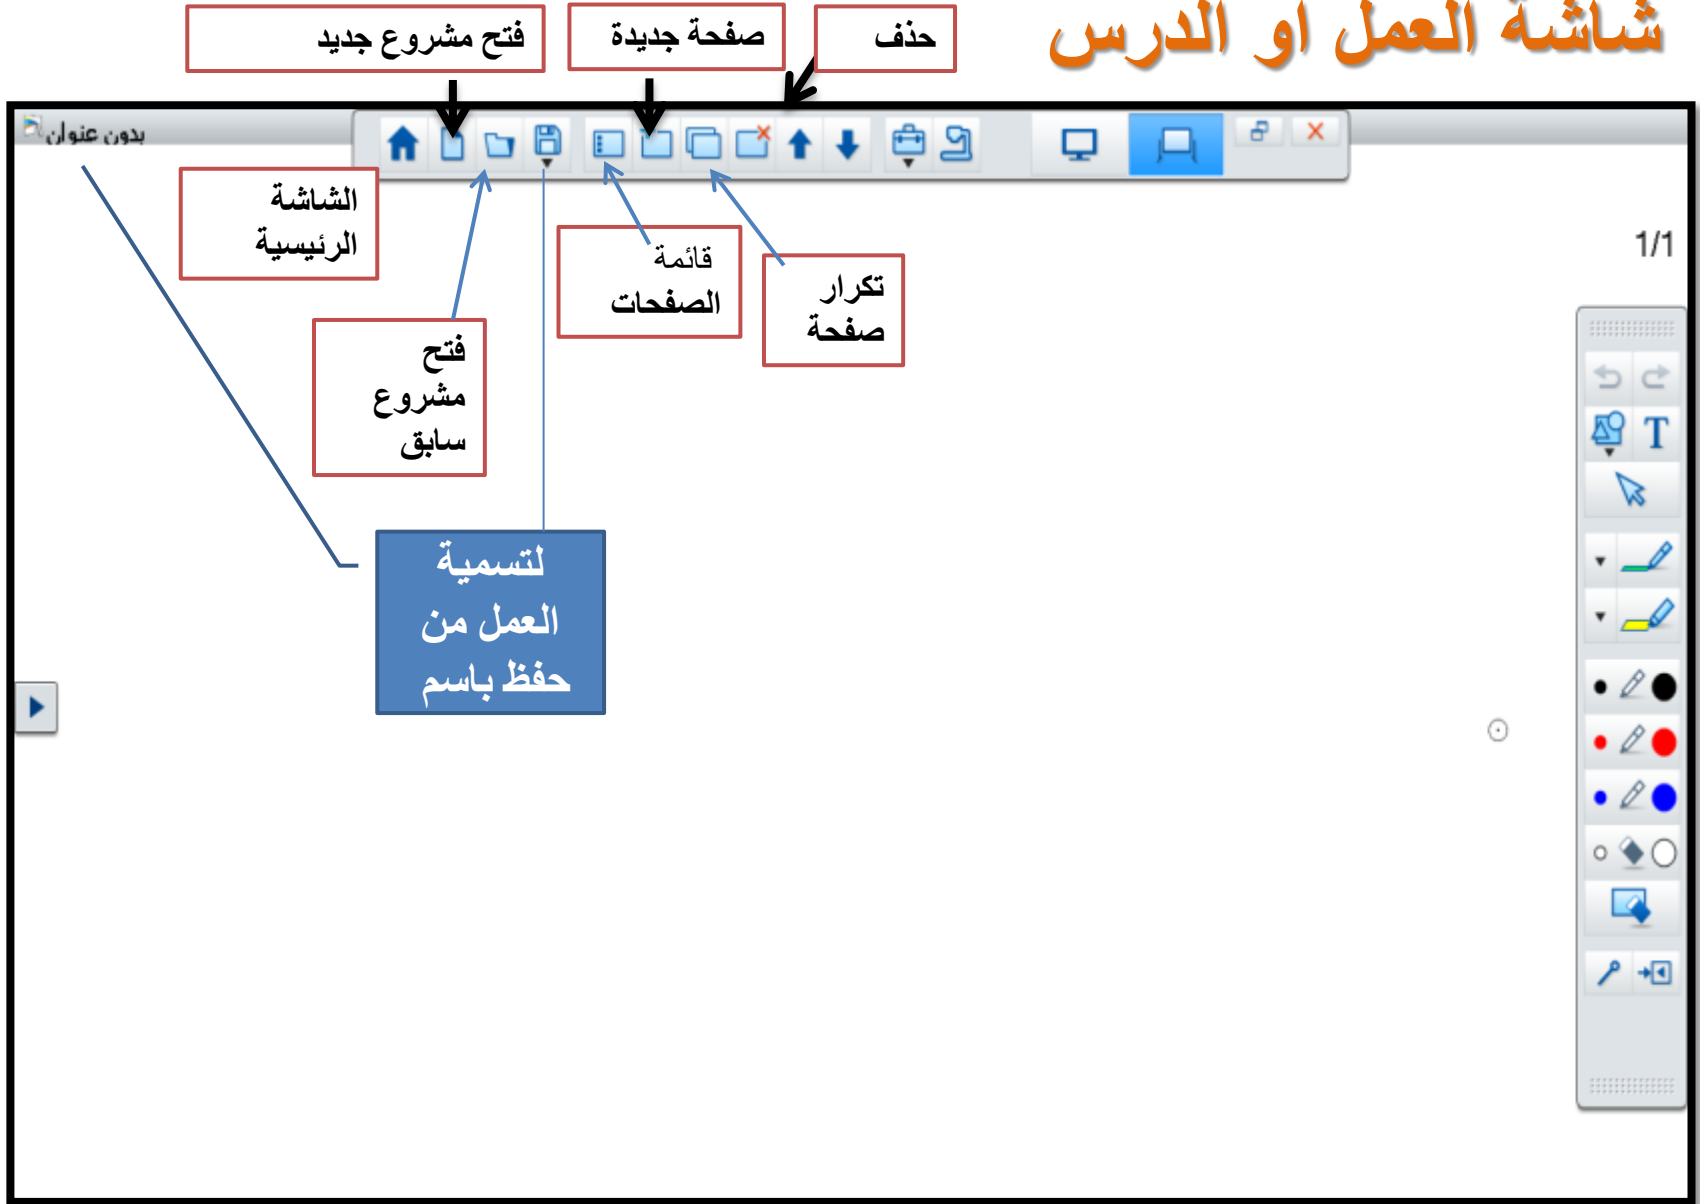 شاشة العمل او الدرس
حذف
صفحة جديدة
فتح مشروع جديد
بدون عنوان
الشاشة
الرئيسية
1/1
قائمة
الصفحات
تكرار
صفحة
فتح
مشروع
سابق
T
لتسمية
العمل من
حفظ باسم